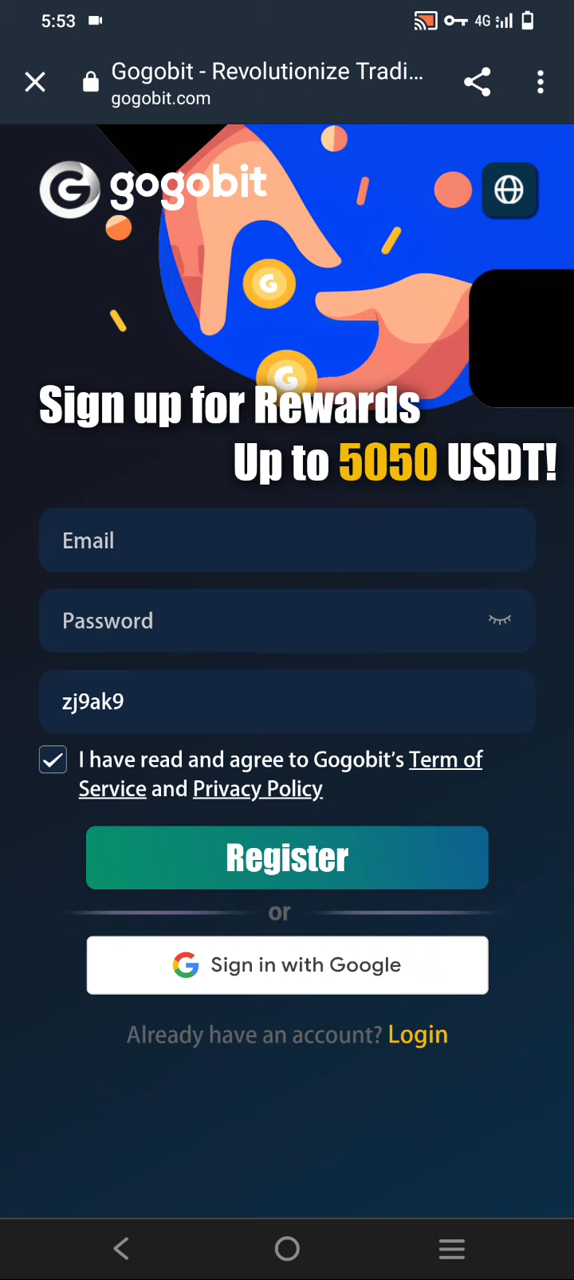 5:53
4G
Gogobit - Revolutionize Tradi...
gogobit.com
gogobit
Sign up for Rewards
Up to 5050 USDT!
Email
Password
zj9ak9
I have read and agree to Gogobit's Term of
Service and Privacy Policy
Register
or
Sign in with Google
Already have an account? Login